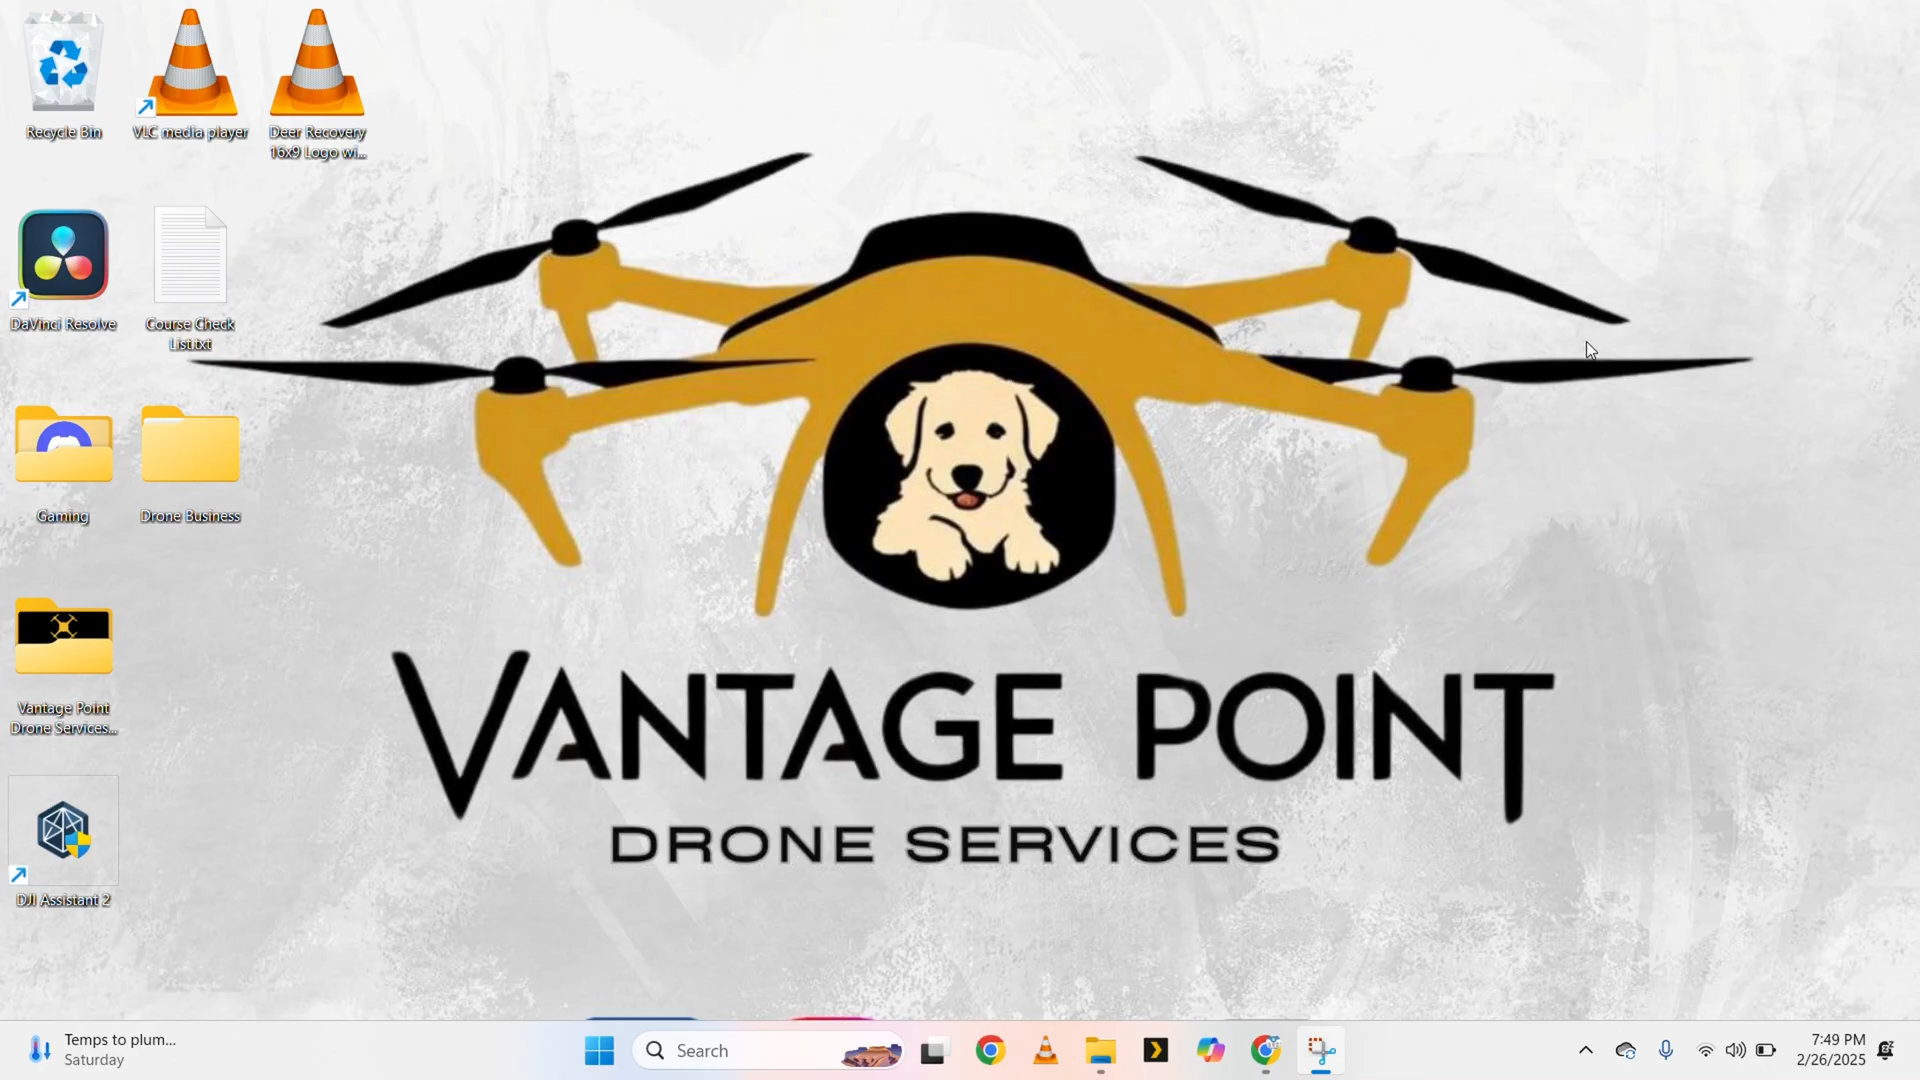 Recycle Bin
VLC media player
Deer Recovery
16x9 Logo wi...
DaVinci Resolve
Course Check
List.txt
Gaming
Drone Business
Vantage Point
Drone Services...
DJI Assistant 2
VANTAGE POINT
DRONE SERVICES
Temps to plum...
Saturday
Search
7:49 PM
2/26/2025